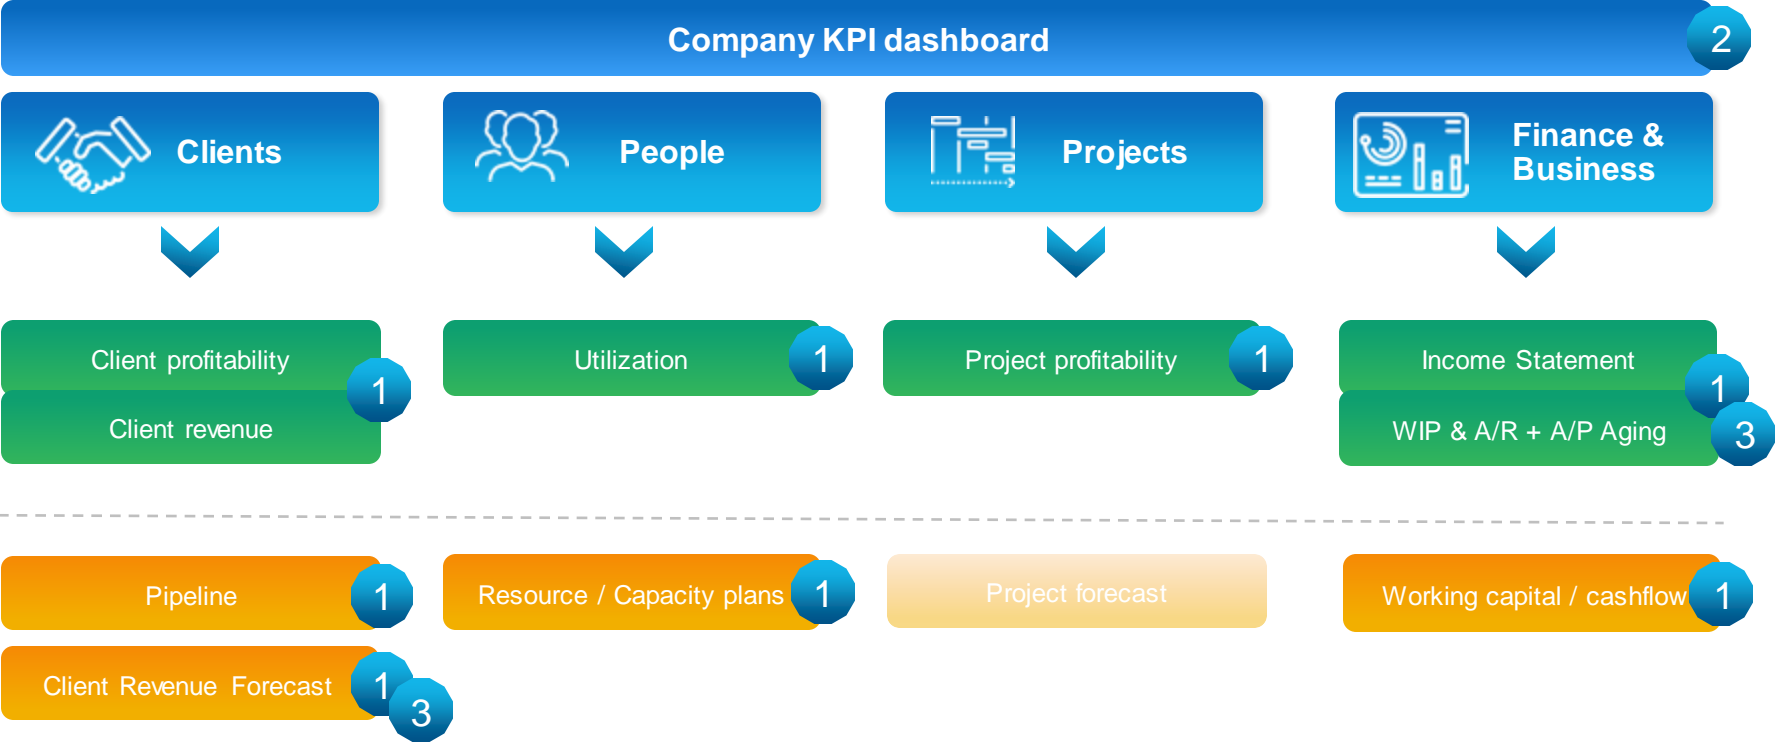 Company KPI dashboard
2
Clients
People
Projects
Finance &
Business
Client profitability
Client revenue
1
Utilization
1
Project profitability
1
Income Statement
WIP & A/R + A/P Aging
1
3
Pipeline
1
Resource / Capacity plans
1
Project forecast
Working capital / cashflow
1
Client Revenue Forecast
1
3